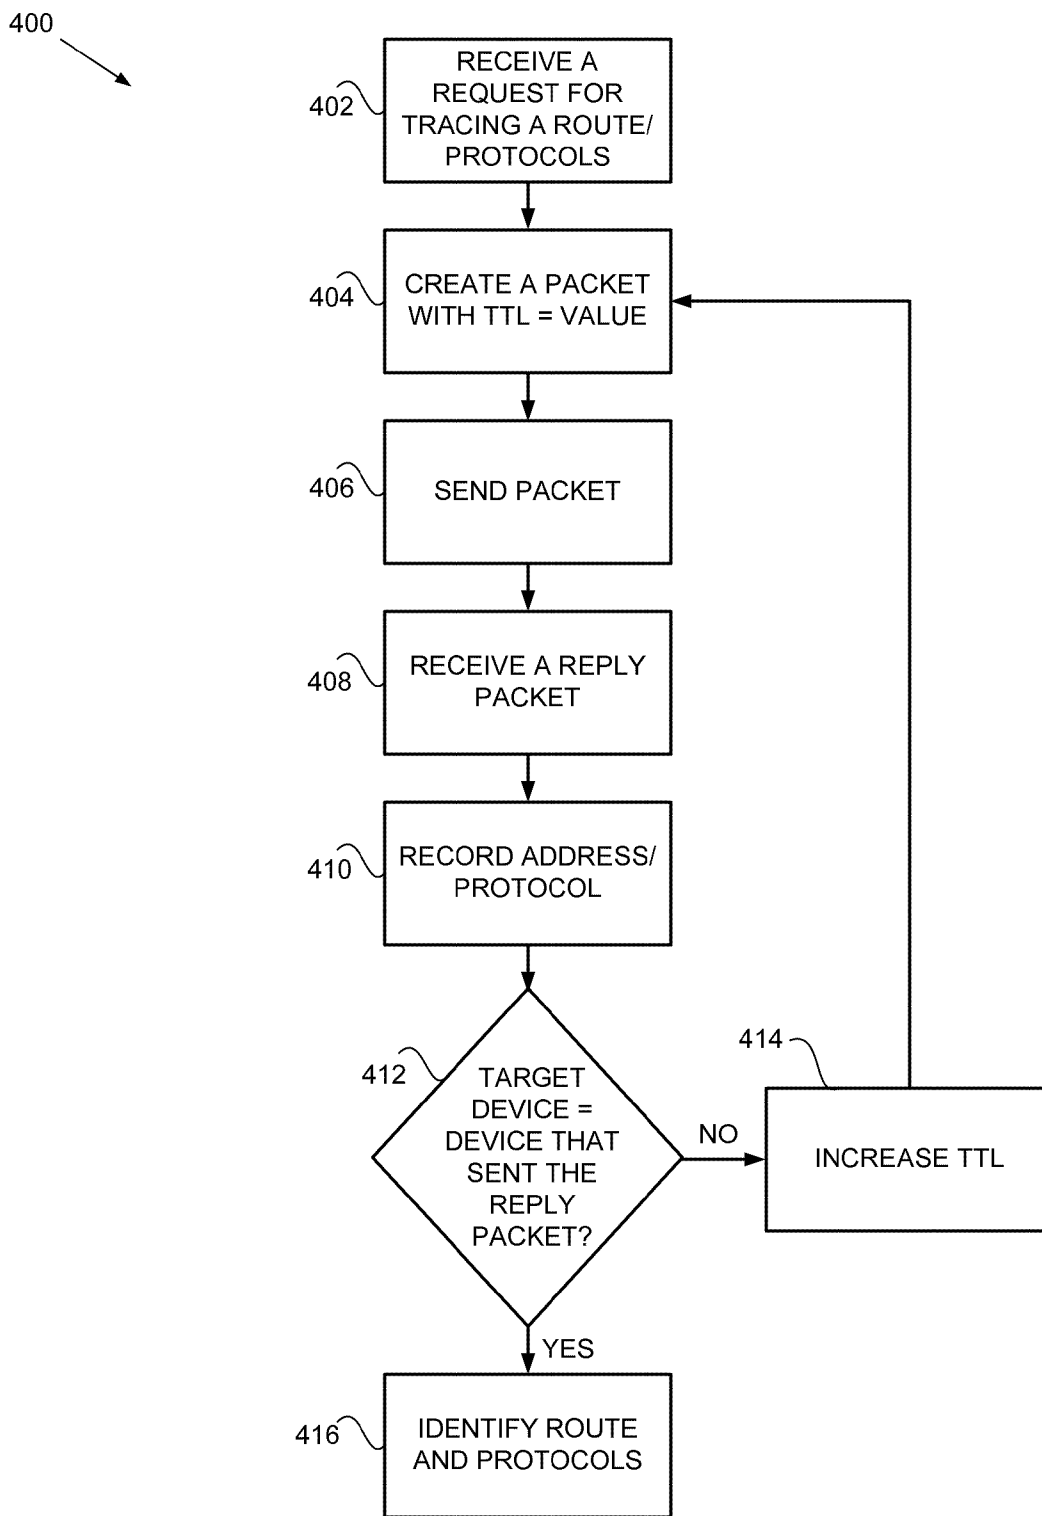 400
402
RECEIVE A
REQUEST FOR
TRACING A ROUTE/
PROTOCOLS
404
CREATE A PACKET
WITH TTL = VALUE
406
SEND PACKET
408
RECEIVE A REPLY
PACKET
410
RECORD ADDRESS/
PROTOCOL
412
TARGET
DEVICE =
DEVICE THAT
SENT THE
REPLY
PACKET?
NO
414
INCREASE TTL
YES
416
IDENTIFY ROUTE
AND PROTOCOLS